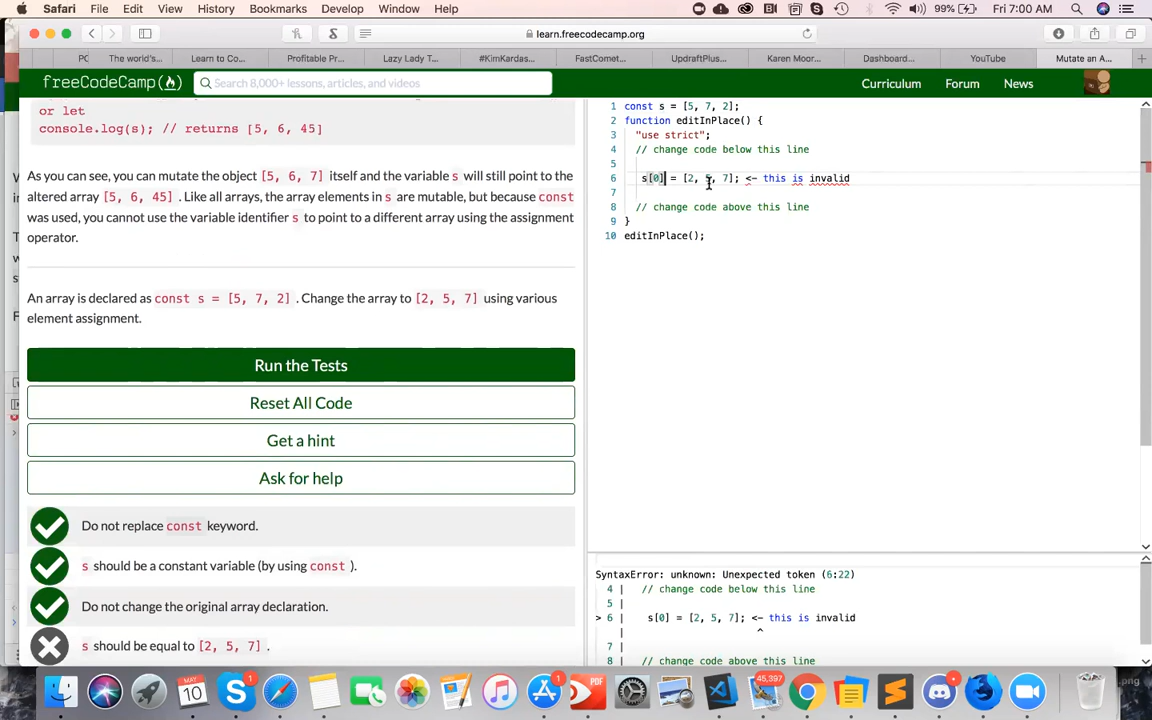 Safari File Edit View History Bookmarks Develop Window Help 99% Fri 7:00 AM
learn.freecodecamp.org
PC The world's... Learn to Co... Profitable Pr... Lazy Lady T... #KimKardas... FastComet... UpdraftPlus... Karen Moor... Dashboard... YouTube Mutate an A...
freeCodeCamp Search 8,000+ lessons, articles, and videos Curriculum Forum News
or let
console.log(s); // returns [5, 6, 45]
As you can see, you can mutate the object [5, 6, 7] itself and the variable s will still point to the
altered array [5, 6, 45] . Like all arrays, the array elements in s are mutable, but because const
was used, you cannot use the variable identifier s to point to a different array using the assignment
operator.
An array is declared as const s = [5, 7, 2] . Change the array to [2, 5, 7] using various
element assignment.
Run the Tests
Reset All Code
Get a hint
Ask for help
Do not replace const keyword.
s should be a constant variable (by using const ).
Do not change the original array declaration.
s should be equal to [2, 5, 7] .
1 const s = [5, 7, 2];
2 function editInPlace() {
3 "use strict";
4 // change code below this line
5
6 s[0] = [2, 5, 7]; <- this is invalid
7
8 // change code above this line
9 }
10 editInPlace();
SyntaxError: unknown: Unexpected token (6:22)
4 | // change code below this line
5 |
> 6 | s[0] = [2, 5, 7]; <- this is invalid
| ^
7 |
8 | // change code above this line
MAY
10
1
1
PDF
45,397
.png